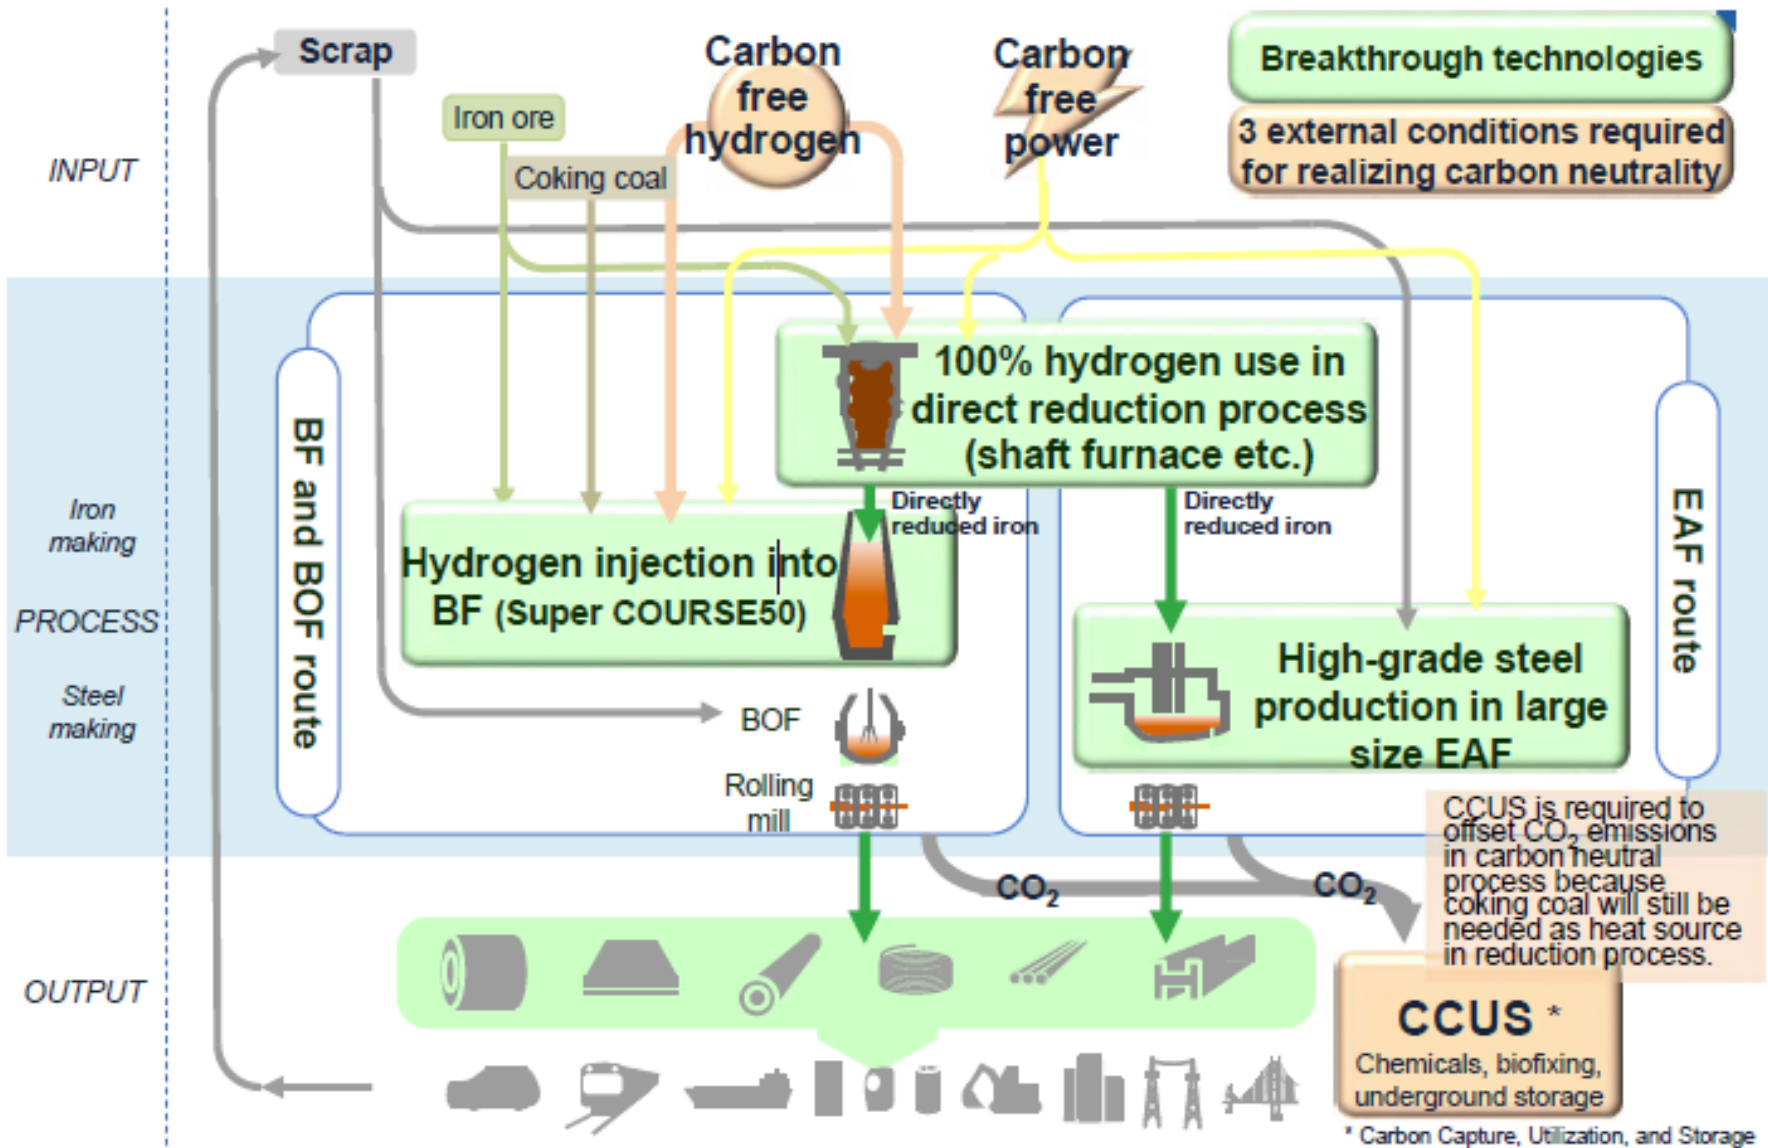 Scrap
Carbon
free
hydrogen
Carbon
free
power
Breakthrough technologies
3 external conditions required
for realizing carbon neutrality
Iron ore
Coking coal
INPUT
100% hydrogen use in
direct reduction process
(shaft furnace etc.)
BF and BOF route
EAF route
Directly
reduced iron
Directly
reduced iron
Iron
making
PROCESS
Steel
making
Hydrogen injection into
BF (Super COURSE50)
High-grade steel
production in large
size EAF
BOF
Rolling
mill
CO₂
CO₂
CCUS is required to
offset CO₂ emissions
in carbon neutral
process because
coking coal will still be
needed as heat source
in reduction process.
OUTPUT
CCUS *
Chemicals, biofixing,
underground storage
* Carbon Capture, Utilization, and Storage